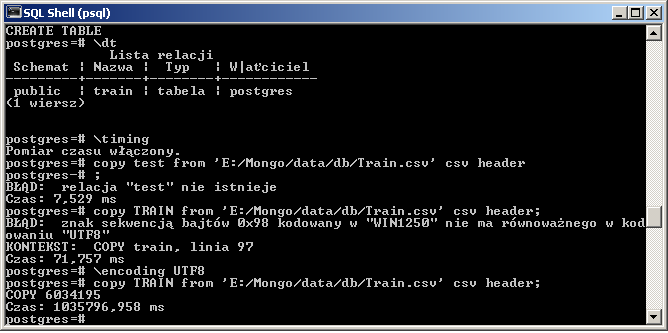 SQL Shell (psql)
CREATE TABLE
postgres=# \dt
Lista relacji
Schemat ¦ Nazwa ¦ Typ ¦ W|aťciciel
---------+-------+--------+------------
public ¦ train ¦ tabela ¦ postgres
(1 wiersz)
postgres=# \timing
Pomiar czasu włączony.
postgres=# copy test from 'E:/Mongo/data/db/Train.csv' csv header
postgres-# ;
BŁĄD: relacja "test" nie istnieje
Czas: 7,529 ms
postgres=# copy TRAIN from 'E:/Mongo/data/db/Train.csv' csv header;
BŁĄD: znak sekwencją bajtów 0x98 kodowany w "WIN1250" nie ma równoważnego w kod
owaniu "UTF8"
KONTEKST: COPY train, linia 97
Czas: 71,757 ms
postgres=# \encoding UTF8
postgres=# copy TRAIN from 'E:/Mongo/data/db/Train.csv' csv header;
COPY 6034195
Czas: 1035796,958 ms
postgres=#